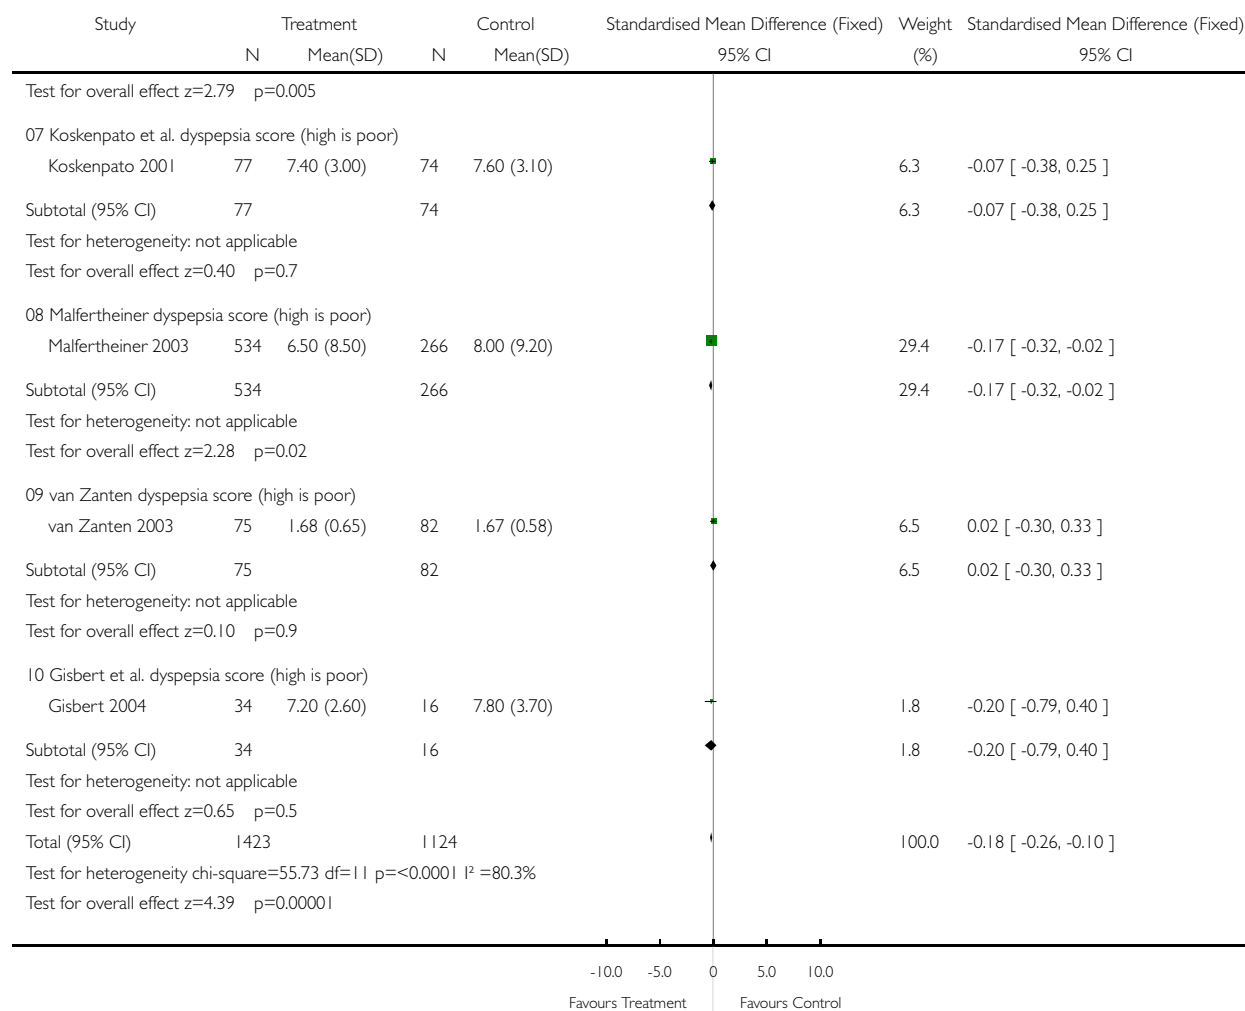 Study Treatment Control Standardised Mean Difference (Fixed) Weight Standardised Mean Difference (Fixed)
N Mean(SD) N Mean(SD) 95% CI (%) 95% CI
Test for overall effect z=2.79 p=0.005
07 Koskenpato et al. dyspepsia score (high is poor)
Koskenpato 2001 77 7.40 (3.00) 74 7.60 (3.10) 6.3 -0.07 [ -0.38, 0.25 ]
Subtotal (95% CI) 77 74 6.3 -0.07 [ -0.38, 0.25 ]
Test for heterogeneity: not applicable
Test for overall effect z=0.40 p=0.7
08 Malfertheiner dyspepsia score (high is poor)
Malfertheiner 2003 534 6.50 (8.50) 266 8.00 (9.20) 29.4 -0.17 [ -0.32, -0.02 ]
Subtotal (95% CI) 534 266 29.4 -0.17 [ -0.32, -0.02 ]
Test for heterogeneity: not applicable
Test for overall effect z=2.28 p=0.02
09 van Zanten dyspepsia score (high is poor)
van Zanten 2003 75 1.68 (0.65) 82 1.67 (0.58) 6.5 0.02 [ -0.30, 0.33 ]
Subtotal (95% CI) 75 82 6.5 0.02 [ -0.30, 0.33 ]
Test for heterogeneity: not applicable
Test for overall effect z=0.10 p=0.9
10 Gisbert et al. dyspepsia score (high is poor)
Gisbert 2004 34 7.20 (2.60) 16 7.80 (3.70) 1.8 -0.20 [ -0.79, 0.40 ]
Subtotal (95% CI) 34 16 1.8 -0.20 [ -0.79, 0.40 ]
Test for heterogeneity: not applicable
Test for overall effect z=0.65 p=0.5
Total (95% CI) 1423 1124 100.0 -0.18 [ -0.26, -0.10 ]
Test for heterogeneity chi-square=55.73 df=11 p=<0.0001 I² =80.3%
Test for overall effect z=4.39 p=0.00001
-10.0 -5.0 0 5.0 10.0
Favours Treatment Favours Control